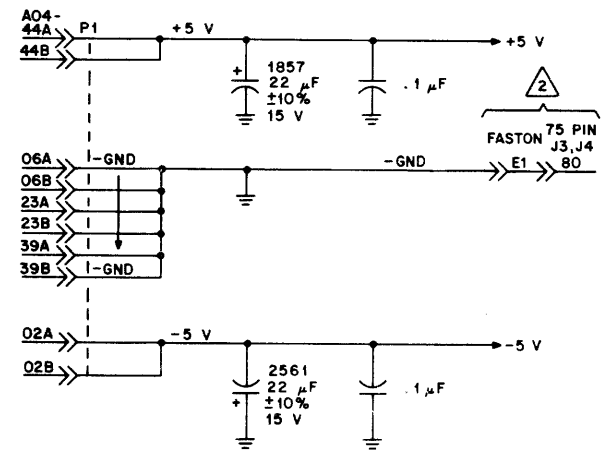 A04-
44A P1 +5 V
+5 V
44B
+ 1857
22 µF
±10%
15 V
.1 µF
2
FASTON 75 PIN
J3,J4
06A -GND -GND E1 80
06B
23A
23B
39A
39B -GND
02A -5 V
-5 V
02B
2561
22 µF
+ ±10%
15 V
.1 µF